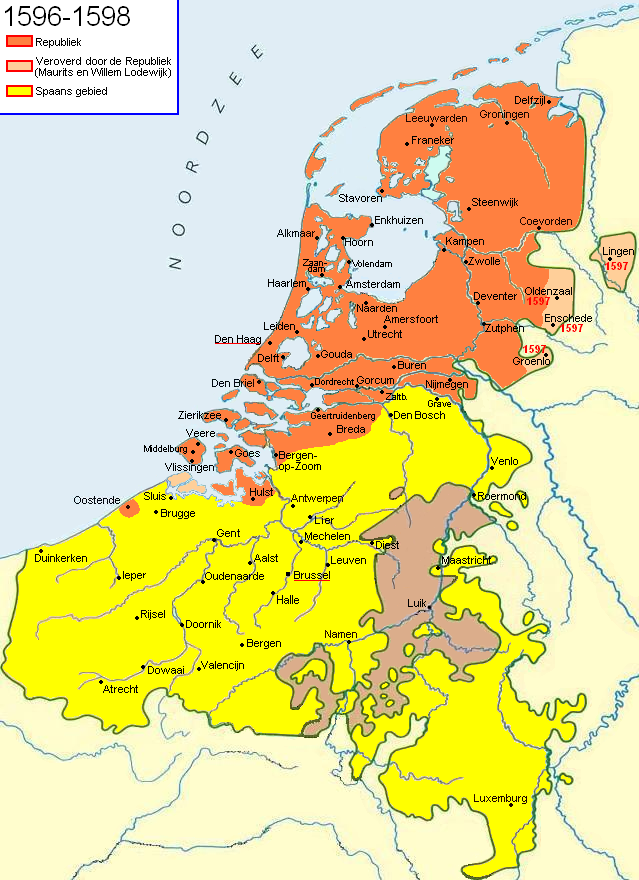 1596-1598
Republiek
Veroverd door de Republiek
(Maurits en Willem Lodewijk)
Spaans gebied
NOORDZEE
Delfzijl
Groningen
Leeuwarden
Franeker
Stavoren
Steenwijk
Coevorden
Enkhuizen
Alkmaar
Hoorn
Kampen
Lingen
1597
Zwolle
Zaan-
dam
Volendam
Haarlem
Amsterdam
Oldenzaal
1597
Deventer
Naarden
Amersfoort
Enschede
1597
Leiden
Utrecht
Zutphen
Den Haag
1597
Groenlo
Delft
Gouda
Buren
Den Briel
Dordrecht
Gorcum
Nijmegen
Zaltb.
Grave
Geertruidenberg
Den Bosch
Zierikzee
Breda
Veere
Middelburg
Goes
Bergen-
op-Zoom
Vlissingen
Venlo
Hulst
Roermond
Sluis
Oostende
Antwerpen
Brugge
Lier
Gent
Mechelen
Diest
Duinkerken
Aalst
Leuven
Maastricht
Ieper
Oudenaarde
Brussel
Halle
Luik
Rijsel
Doornik
Namen
Bergen
Dowaai
Valencijn
Atrecht
Luxemburg